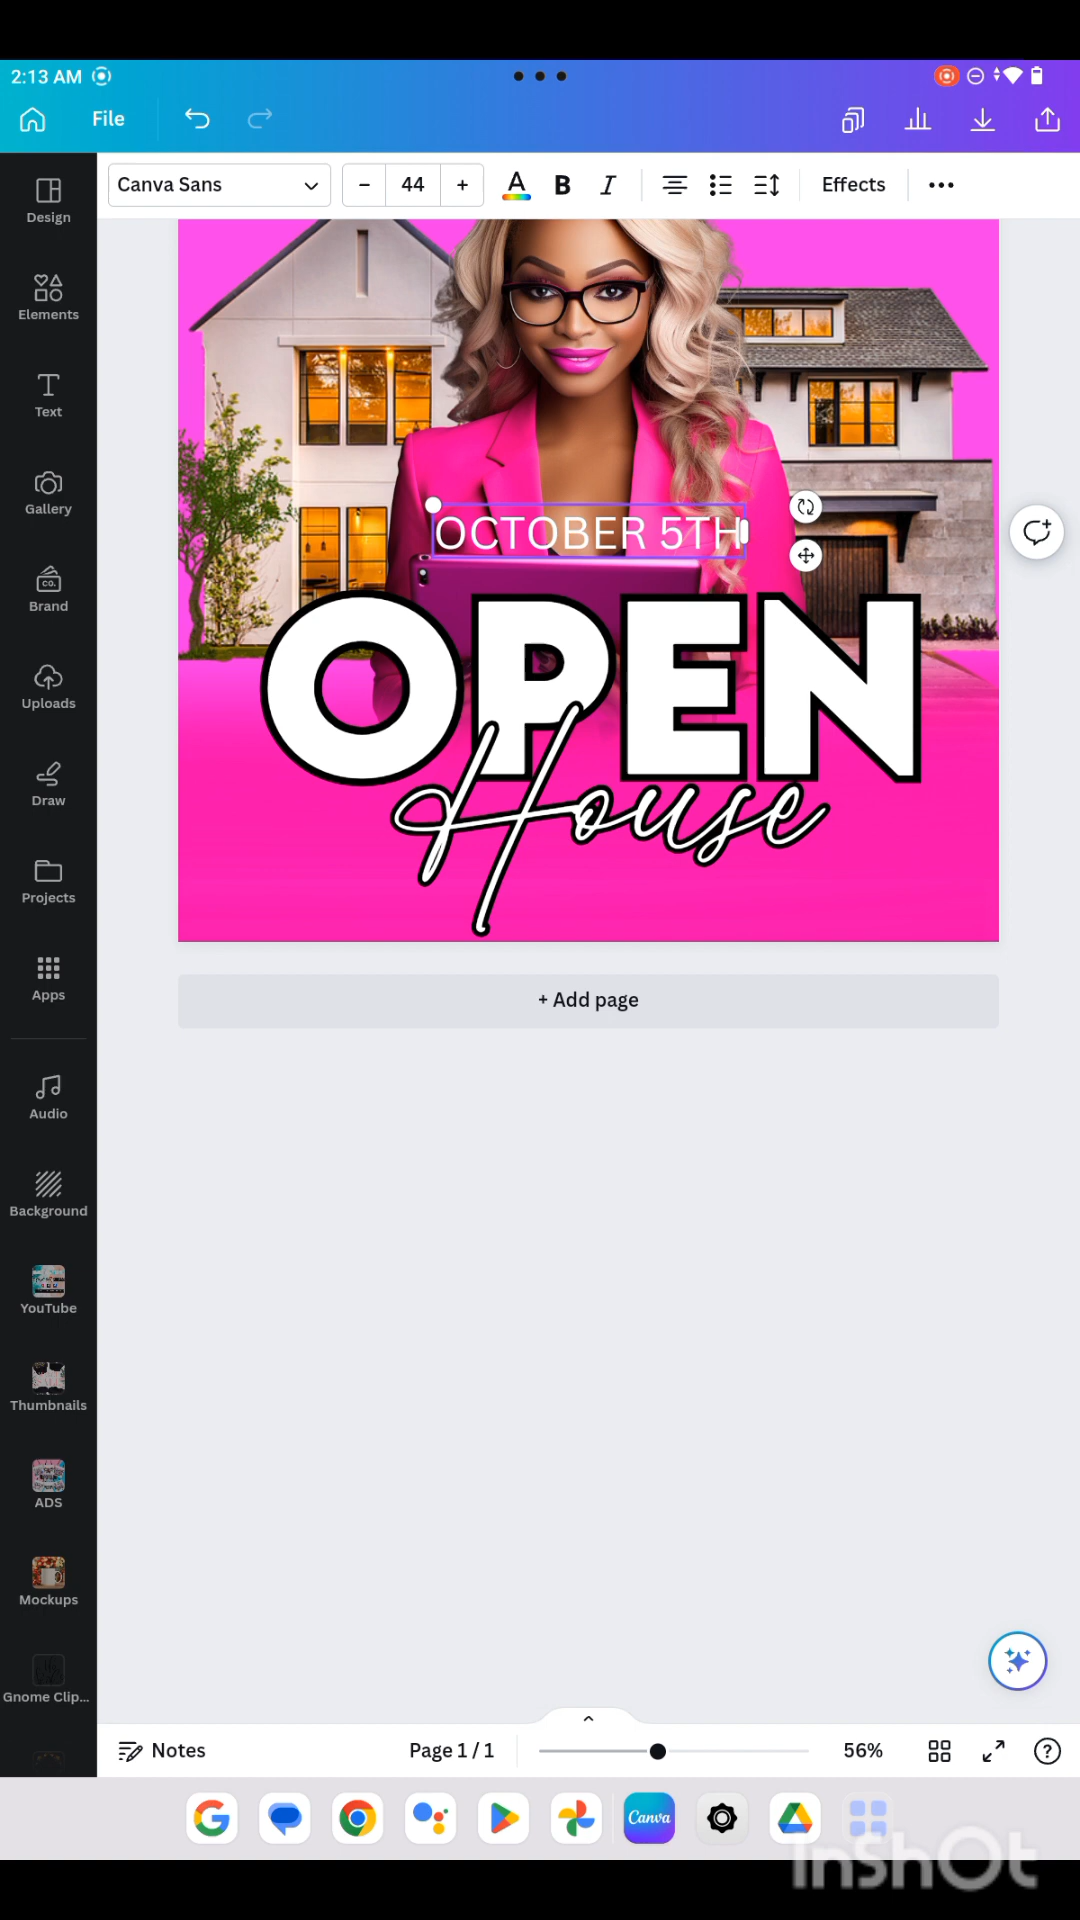 2:13 AM
File
Canva Sans
– 44 +
A B I
Effects
Design
Elements
Text
Gallery
CO.
Brand
Uploads
Draw
Projects
Apps
Audio
Background
YouTube
Thumbnails
ADS
Mockups
Gnome Clip...
OCTOBER 5TH
OPEN
House
+ Add page
Notes
Page 1 / 1
56%
?
Canva
InShOt